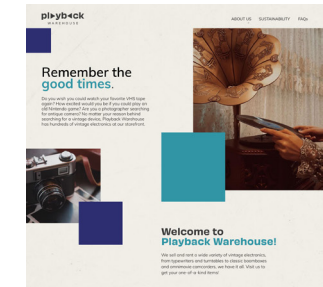 pl▶yb◀ck
WAREHOUSE
ABOUT US SUSTAINABILITY FAQs
Remember the
good times.
Do you wish you could watch your favorite VHS tape
again? How excited would you be if you could play an
old Nintendo game? Are you a photographer searching
for antique camera? No matter your reason behind
searching for a vintage device, Playback Warehouse
has hundreds of vintage electronics at our storefront.
Welcome to
Playback Warehouse!
We sell and rent a wide variety of vintage electronics,
from typewriters and turntables to classic boomboxes
and camcorders, we have it all. Visit us to
get your one-of-a-kind items!